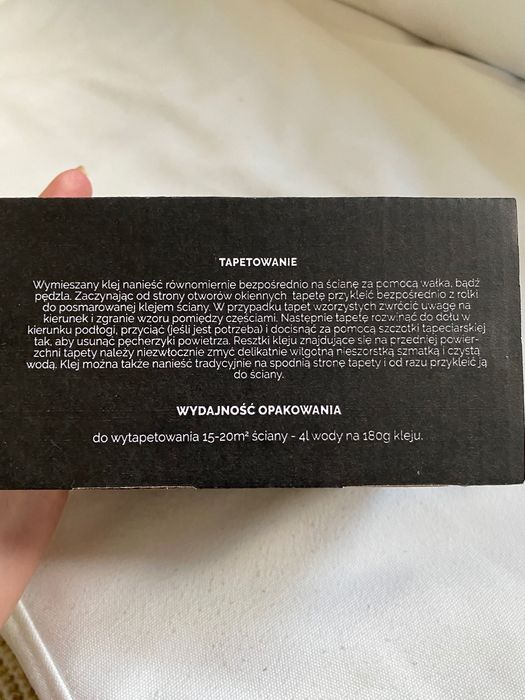 TAPETOWANIE
Wymieszany klej nanieść równomiernie bezpośrednio na ścianę za pomocą wałka, bądź
pędzla. Zaczynając od strony otworów okiennych tapetę przykleić bezpośrednio z rolki
do posmarowanej klejem ściany. W przypadku tapet wzorzystych zwrócić uwagę na
kierunek i zgranie wzoru pomiędzy częściami. Następnie tapetę rozwinąć do dołu w
kierunku podłogi, przyciąć (jeśli jest potrzeba) i docisnąć za pomocą szczotki tapeciarskiej
tak, aby usunąć pęcherzyki powietrza. Resztki kleju znajdujące się na przedniej powier-
zchni tapety należy niezwłocznie zmyć delikatnie wilgotną nieszorstką szmatką i czystą
wodą. Klej można także nanieść tradycyjnie na spodnią stronę tapety i od razu przykleić ją
do ściany.
WYDAJNOŚĆ OPAKOWANIA
do wytapetowania 15-20m² ściany - 4l wody na 180g kleju.